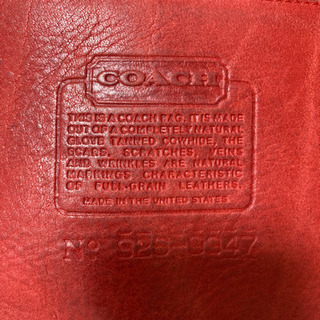 COACH
THIS IS A COACH BAG. IT IS MADE
OUT OF A COMPLETELY NATURAL
GLOVE TANNED COWHIDE, THE
SCARS, SCRATCHES, VEINS
AND WRINKLES ARE NATURAL
MARKINGS CHARACTERISTIC
OF FULL-GRAIN LEATHERS.
MADE IN THE UNITED STATES
Nº